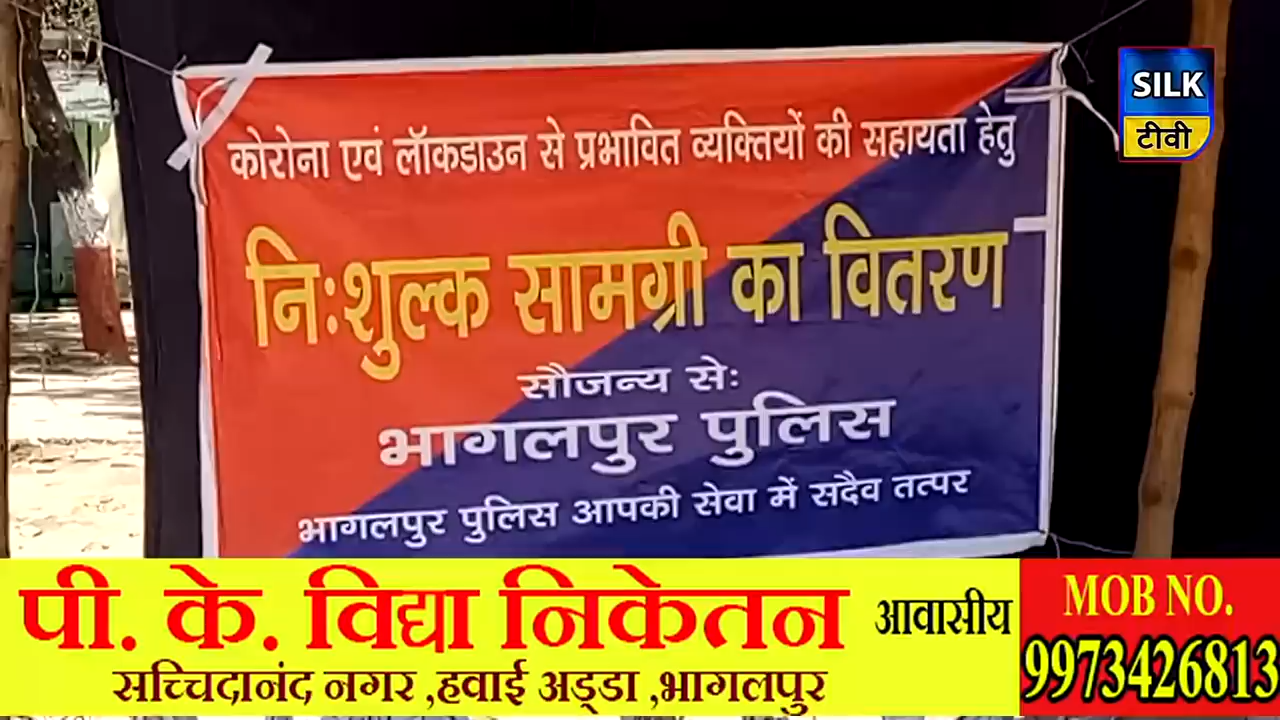 SILK
टीवी
कोरोना एवं लॉकडाउन से प्रभावित व्यक्तियों की सहायता हेतु
निःशुल्क सामग्री का वितरण
सौजन्य से:
भागलपुर पुलिस
भागलपुर पुलिस आपकी सेवा में सदैव तत्पर
पी. के. विद्या निकेतन आवासीय
सच्चिदानंद नगर ,हवाई अड्डा ,भागलपुर
MOB NO.
9973426813